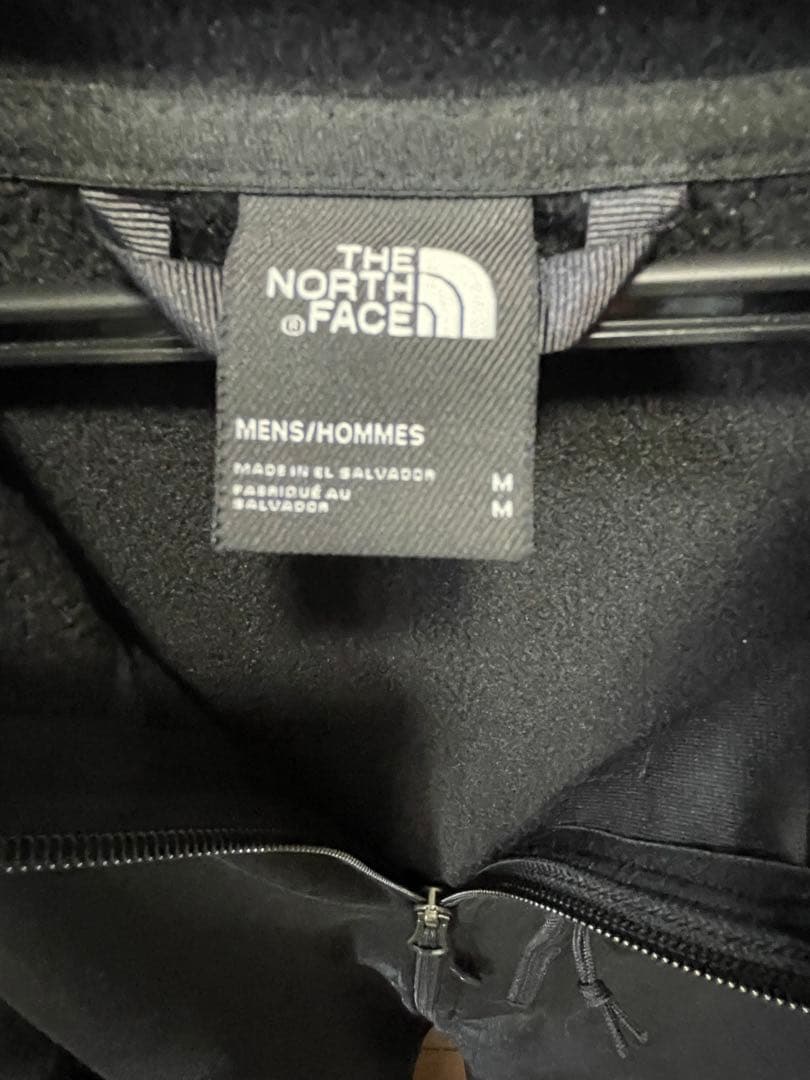 THE
NORTH
® FACE
MENS/HOMMES
MADE IN EL SALVADOR M
FABRIQUÉ AU
SALVADOR M